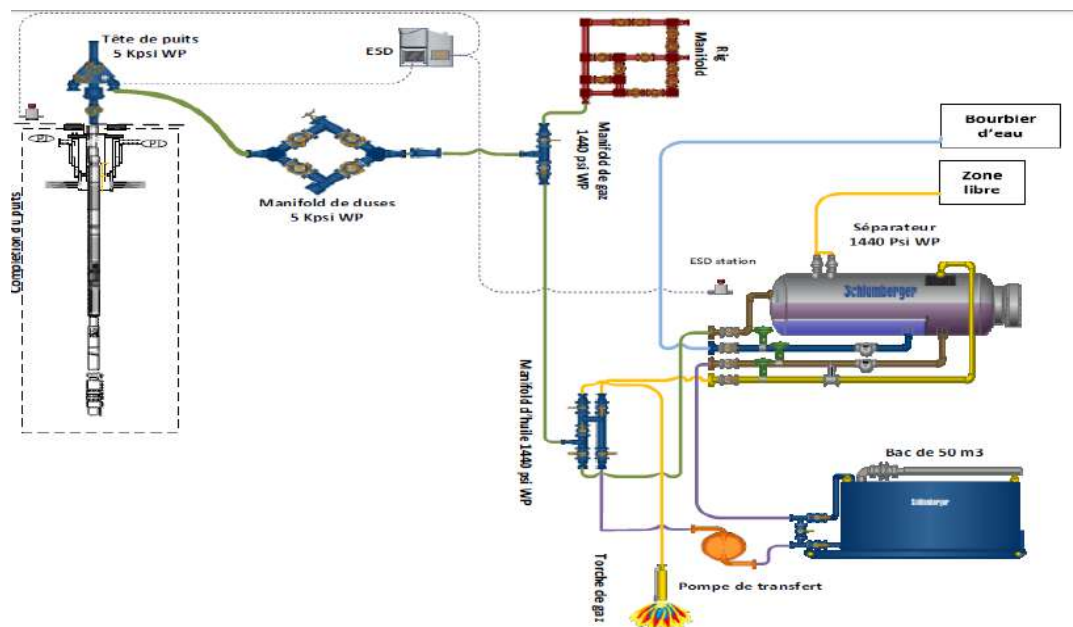 Tête de puits
5 Kpsi WP
ESD
Rig
Manifold
Bourbier
d'eau
Manifold de gaz
1440 psi WP
Zone
libre
PI
PI
Manifold de duses
5 Kpsi WP
Séparateur
1440 Psi WP
Complétion du puits
ESD station
Schlumberger
Manifold d'huile 1440 psi WP
Bac de 50 m3
Schlumberger
Torche de gaz
Pompe de transfert